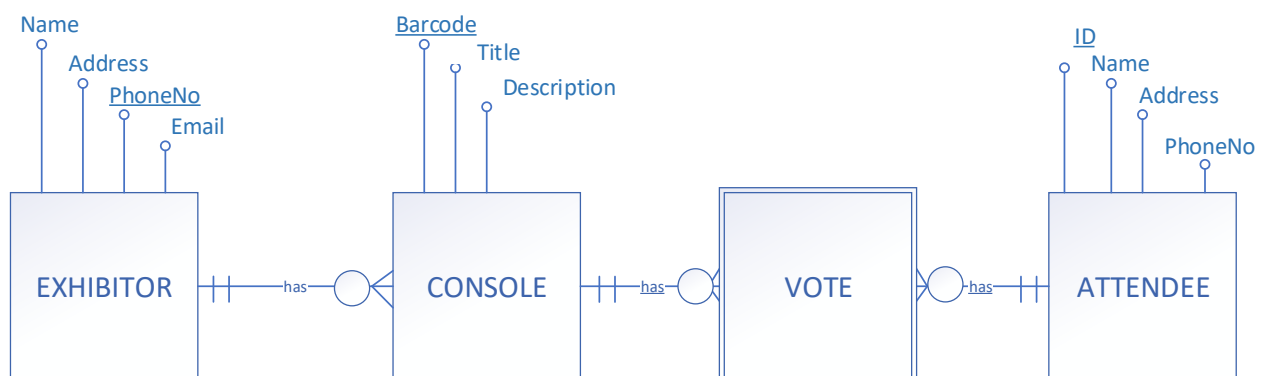 Name
Address
PhoneNo
Email
Barcode
Title
Description
ID
Name
Address
PhoneNo
EXHIBITOR
has
CONSOLE
has
VOTE
has
ATTENDEE